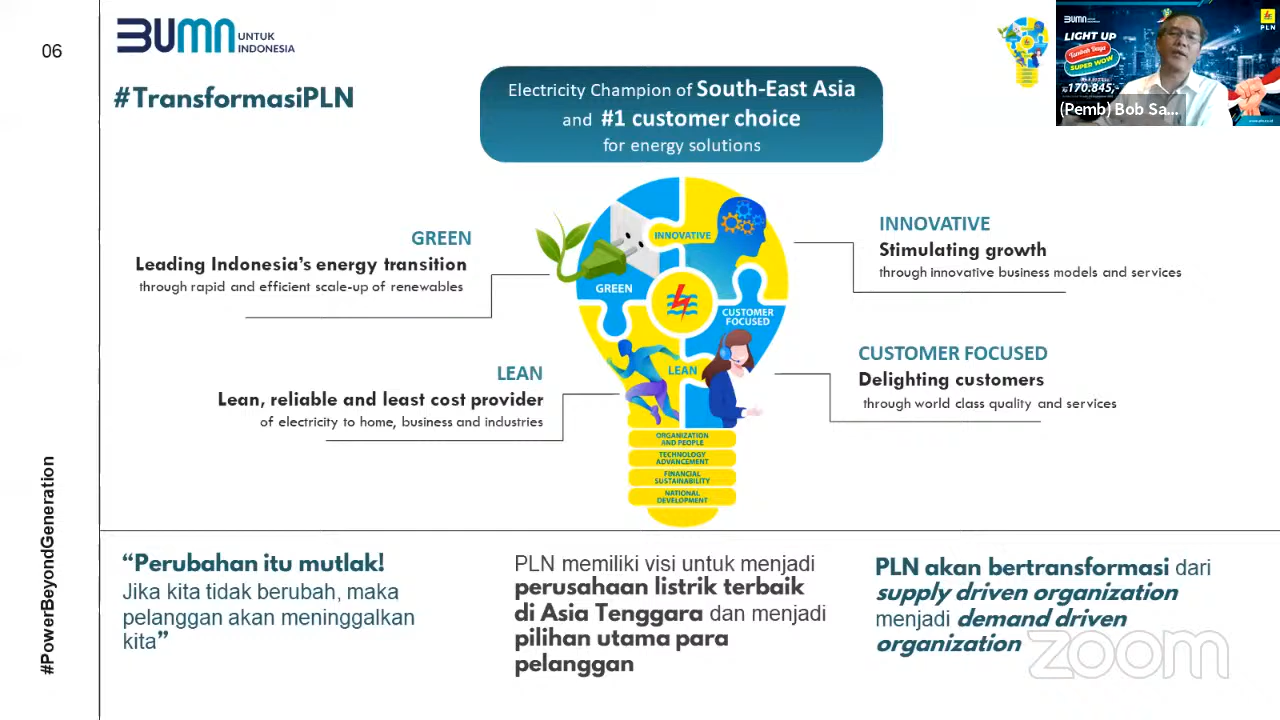 06
BUMN UNTUK
INDONESIA
#TransformasiPLN
Electricity Champion of South-East Asia
and #1 customer choice
for energy solutions
BUMN
LIGHT UP
Tambah Daya
SUPER WOW
170.845,-
PLN
(Pemb) Bob Sa...
GREEN
Leading Indonesia's energy transition
through rapid and efficient scale-up of renewables
INNOVATIVE
Stimulating growth
through innovative business models and services
LEAN
Lean, reliable and least cost provider
of electricity to home, business and industries
CUSTOMER FOCUSED
Delighting customers
through world class quality and services
INNOVATIVE
GREEN
CUSTOMER
FOCUSED
LEAN
ORGANIZATION
AND PEOPLE
TECHNOLOGY
ADVANCEMENT
FINANCIAL
SUSTAINABILITY
NATIONAL
DEVELOPMENT
#PowerBeyondGeneration
“Perubahan itu mutlak!
Jika kita tidak berubah, maka
pelanggan akan meninggalkan
kita”
PLN memiliki visi untuk menjadi
perusahaan listrik terbaik
di Asia Tenggara dan menjadi
pilihan utama para
pelanggan
PLN akan bertransformasi dari
supply driven organization
menjadi demand driven
organization
zoom